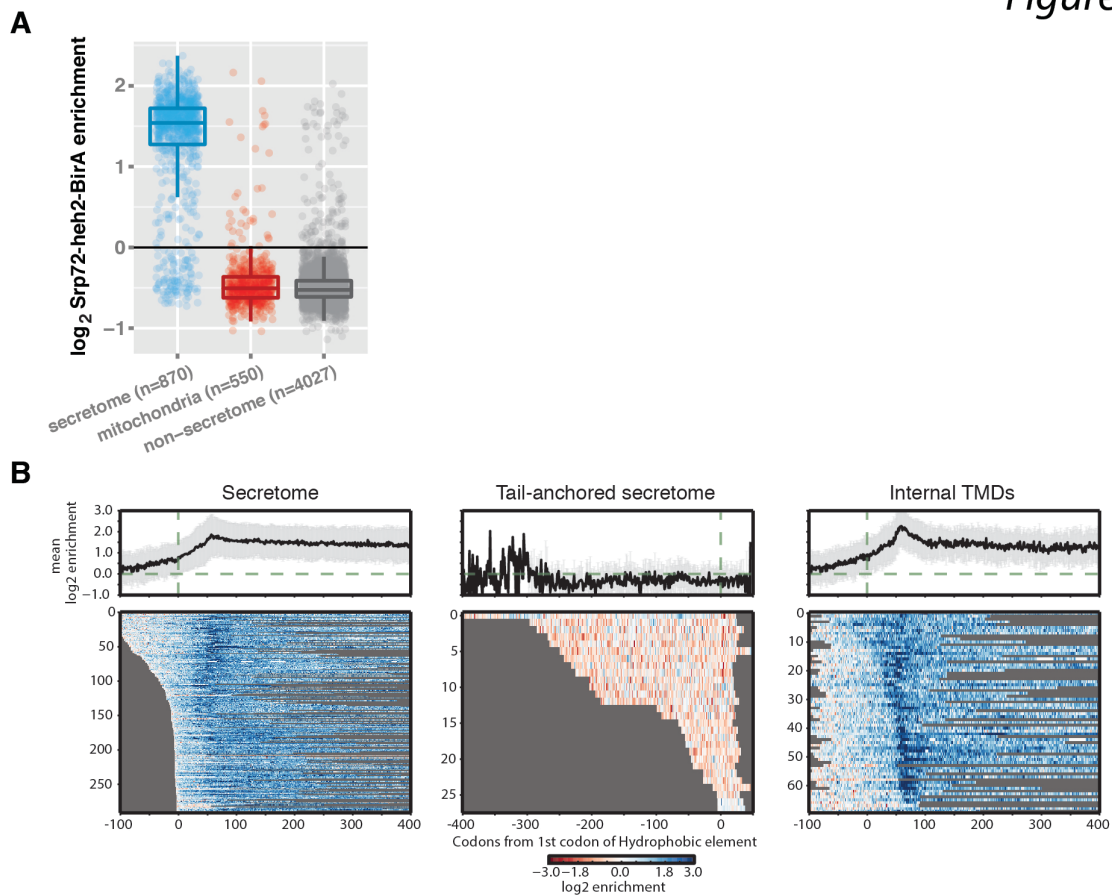 Figure
A
log2 Srp72-heh2-BirA enrichment
2
1
0
−1
secretome (n=870)
mitochondria (n=550)
non−secretome (n=4027)
B
Secretome
Tail-anchored secretome
Internal TMDs
mean
log2 enrichment
3.0
2.0
1.0
0.0
−1.0
0
50
100
150
200
250
-100 0 100 200 300 400
0
5
10
15
20
25
-400 -300 -200 -100 0
0
10
20
30
40
50
60
-100 0 100 200 300 400
Codons from 1st codon of Hydrophobic element
−3.0 −1.8 0.0 1.8 3.0
log2 enrichment